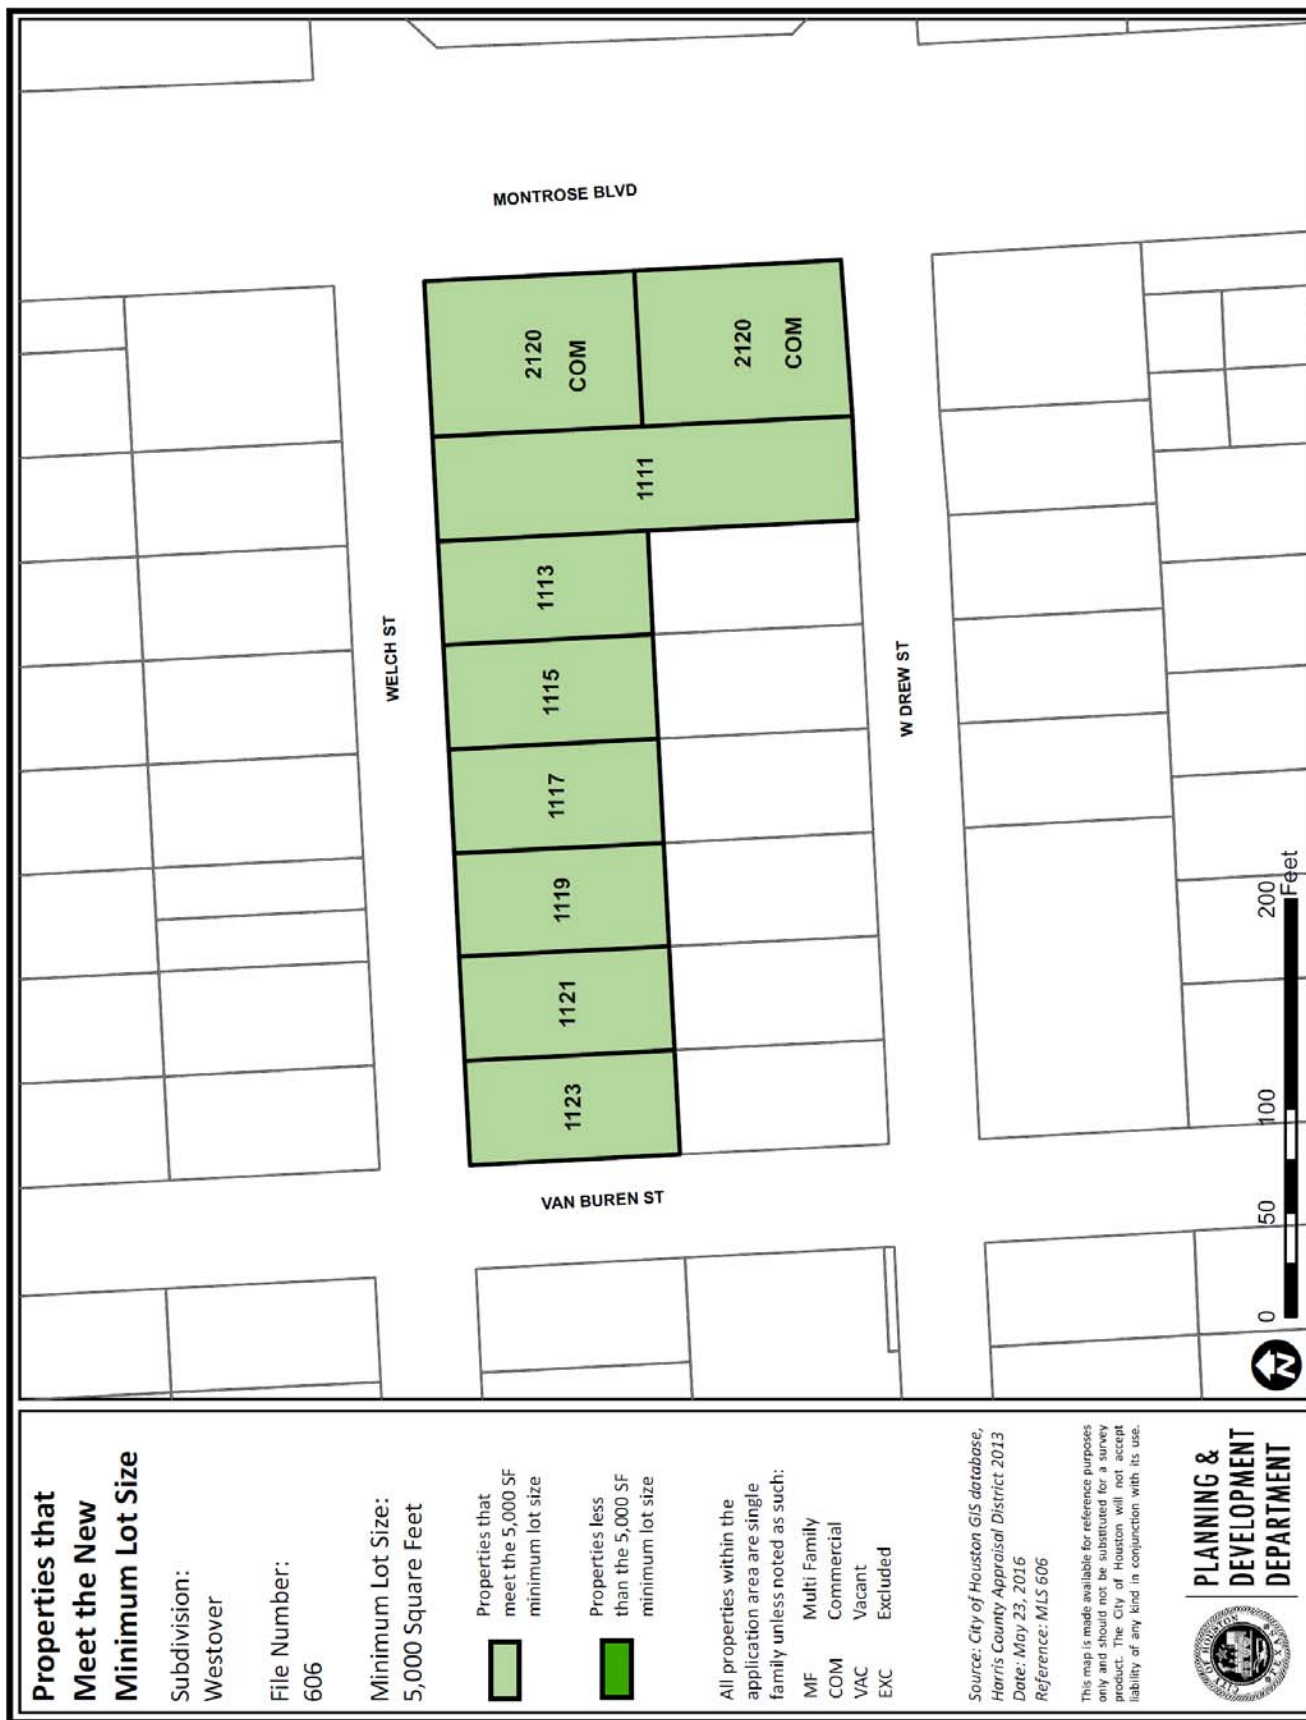 Properties that
Meet the New
Minimum Lot Size
Subdivision:
Westover
File Number:
606
Minimum Lot Size:
5,000 Square Feet
Properties that
meet the 5,000 SF
minimum lot size
Properties less
than the 5,000 SF
minimum lot size
All properties within the
application area are single
family unless noted as such:
MF Multi Family
COM Commercial
VAC Vacant
EXC Excluded
Source: City of Houston GIS database,
Harris County Appraisal District 2013
Date: May 23, 2016
Reference: MLS 606
This map is made available for reference purposes
only and should not be substituted for a survey
product. The City of Houston will not accept
liability of any kind in conjunction with its use.
CITY OF HOUSTON
TEXAS
PLANNING &
DEVELOPMENT
DEPARTMENT
WELCH ST
MONTROSE BLVD
VAN BUREN ST
W DREW ST
1123
1121
1119
1117
1115
1113
1111
2120
COM
2120
COM
N
0 50 100 200
Feet